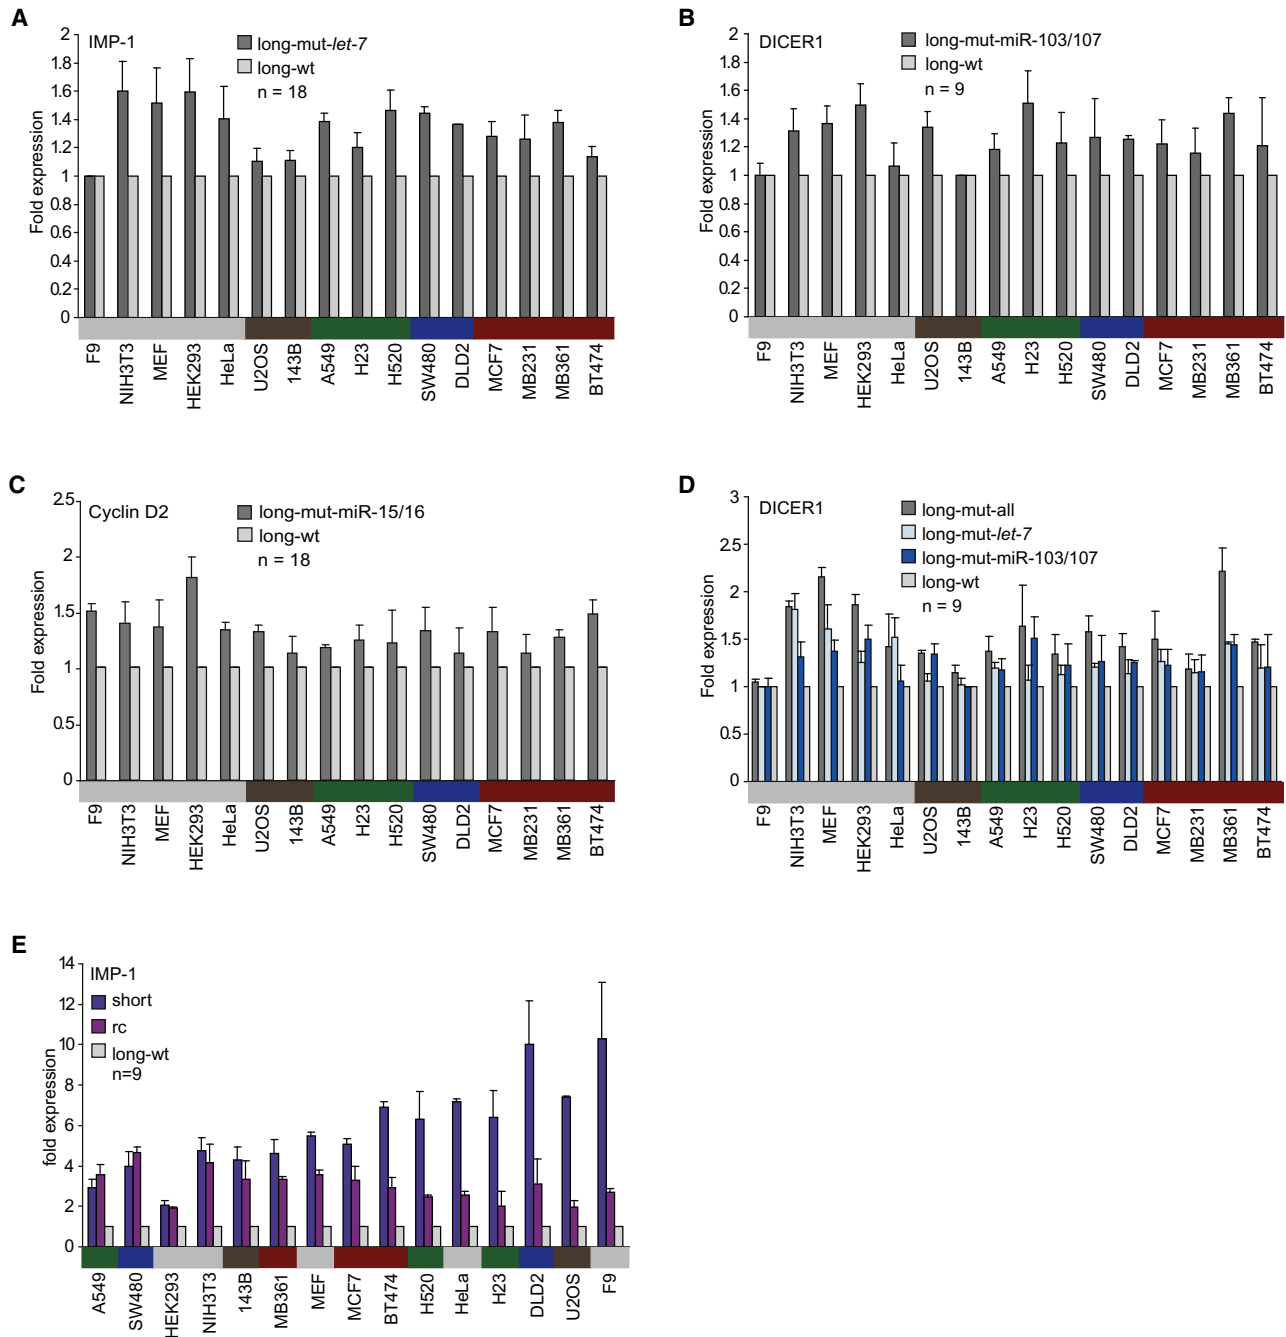 A
IMP-1
long-mut-let-7
long-wt
n = 18
Fold expression
2
1.8
1.6
1.4
1.2
1
0.8
0.6
0.4
0.2
0
F9
NIH3T3
MEF
HEK293
HeLa
U2OS
143B
A549
H23
H520
SW480
DLD2
MCF7
MB231
MB361
BT474
B
DICER1
long-mut-miR-103/107
long-wt
n = 9
Fold expression
2
1.8
1.6
1.4
1.2
1
0.8
0.6
0.4
0.2
0
F9
NIH3T3
MEF
HEK293
HeLa
U2OS
143B
A549
H23
H520
SW480
DLD2
MCF7
MB231
MB361
BT474
C
Cyclin D2
long-mut-miR-15/16
long-wt
n = 18
Fold expression
2.5
2
1.5
1
0.5
0
F9
NIH3T3
MEF
HEK293
HeLa
U2OS
143B
A549
H23
H520
SW480
DLD2
MCF7
MB231
MB361
BT474
D
DICER1
long-mut-all
long-mut-let-7
long-mut-miR-103/107
long-wt
n = 9
Fold expression
3
2.5
2
1.5
1
0.5
0
F9
NIH3T3
MEF
HEK293
HeLa
U2OS
143B
A549
H23
H520
SW480
DLD2
MCF7
MB231
MB361
BT474
E
IMP-1
short
rc
long-wt
n=9
fold expression
14
12
10
8
6
4
2
0
A549
SW480
HEK293
NIH3T3
143B
MB361
MEF
MCF7
BT474
H520
HeLa
H23
DLD2
U2OS
F9